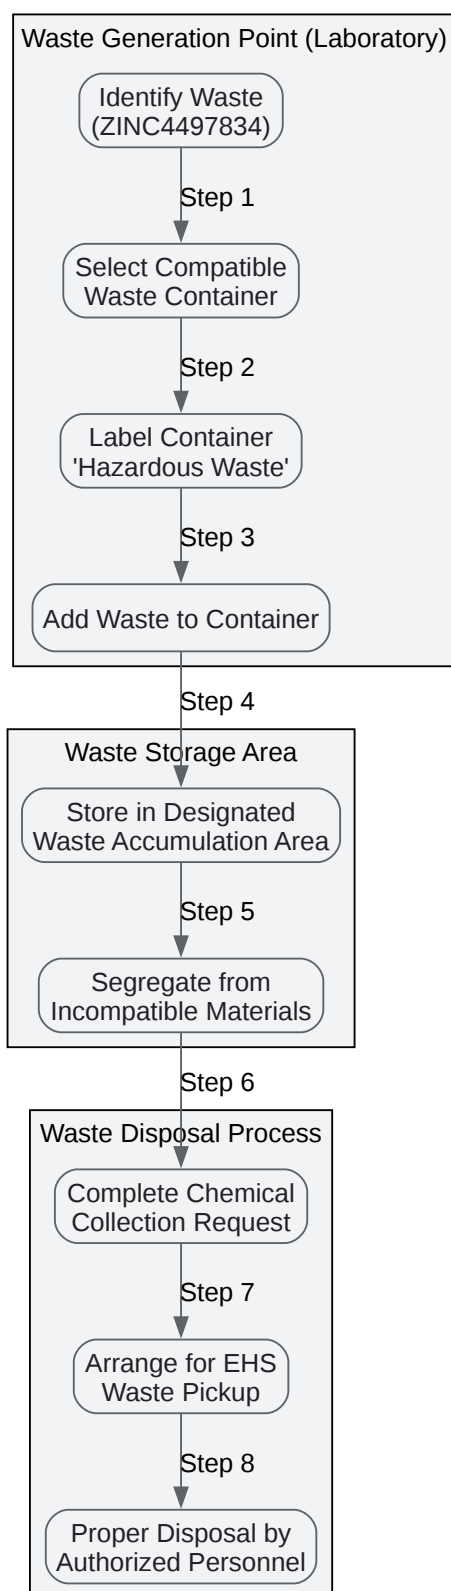 Waste Generation Point (Laboratory)
Identify Waste
(ZINC4497834)
Step 1
Select Compatible
Waste Container
Step 2
Label Container
'Hazardous Waste'
Step 3
Add Waste to Container
Step 4
Waste Storage Area
Store in Designated
Waste Accumulation Area
Step 5
Segregate from
Incompatible Materials
Step 6
Waste Disposal Process
Complete Chemical
Collection Request
Step 7
Arrange for EHS
Waste Pickup
Step 8
Proper Disposal by
Authorized Personnel